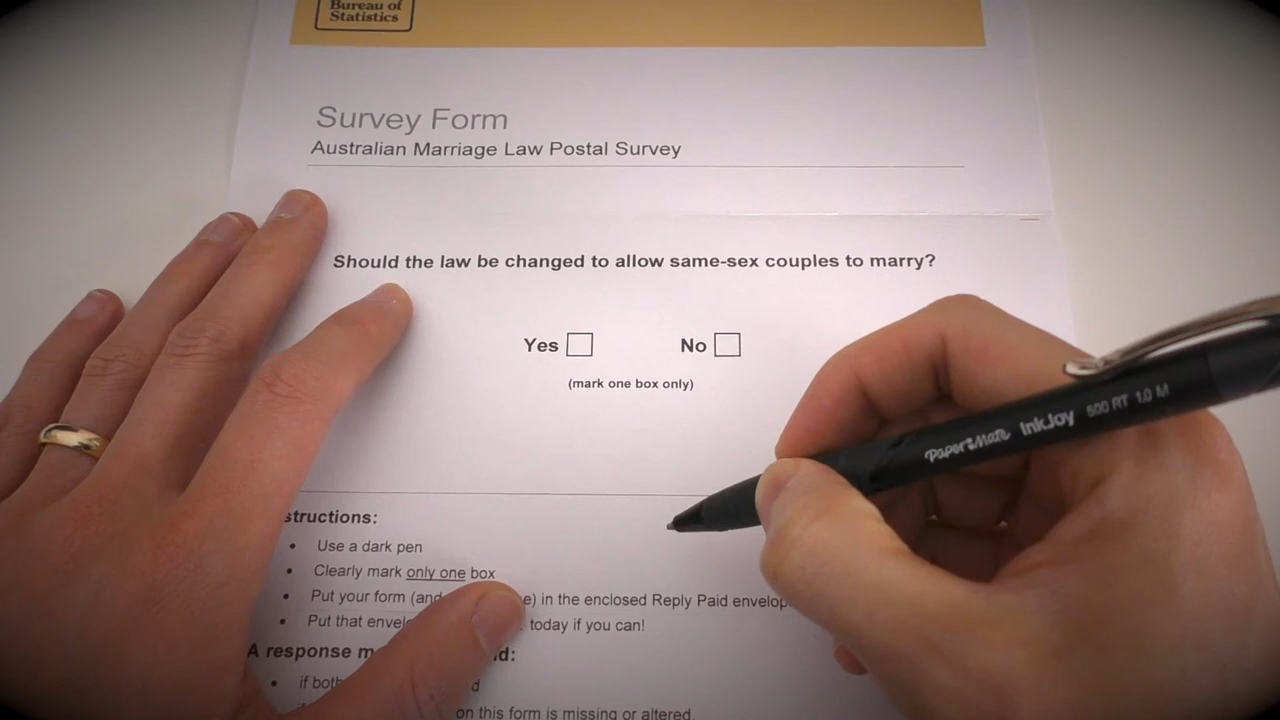 Bureau of
Statistics
Survey Form
Australian Marriage Law Postal Survey
Should the law be changed to allow same-sex couples to marry?
Yes No
(mark one box only)
structions:
• Use a dark pen
• Clearly mark only one box
• Put your form (and e) in the enclosed Reply Paid envelop
• Put that envel today if you can!
A response m d:
• if both d
on this form is missing or altered.
PaperMate InkJoy 500 RT 1.0 M